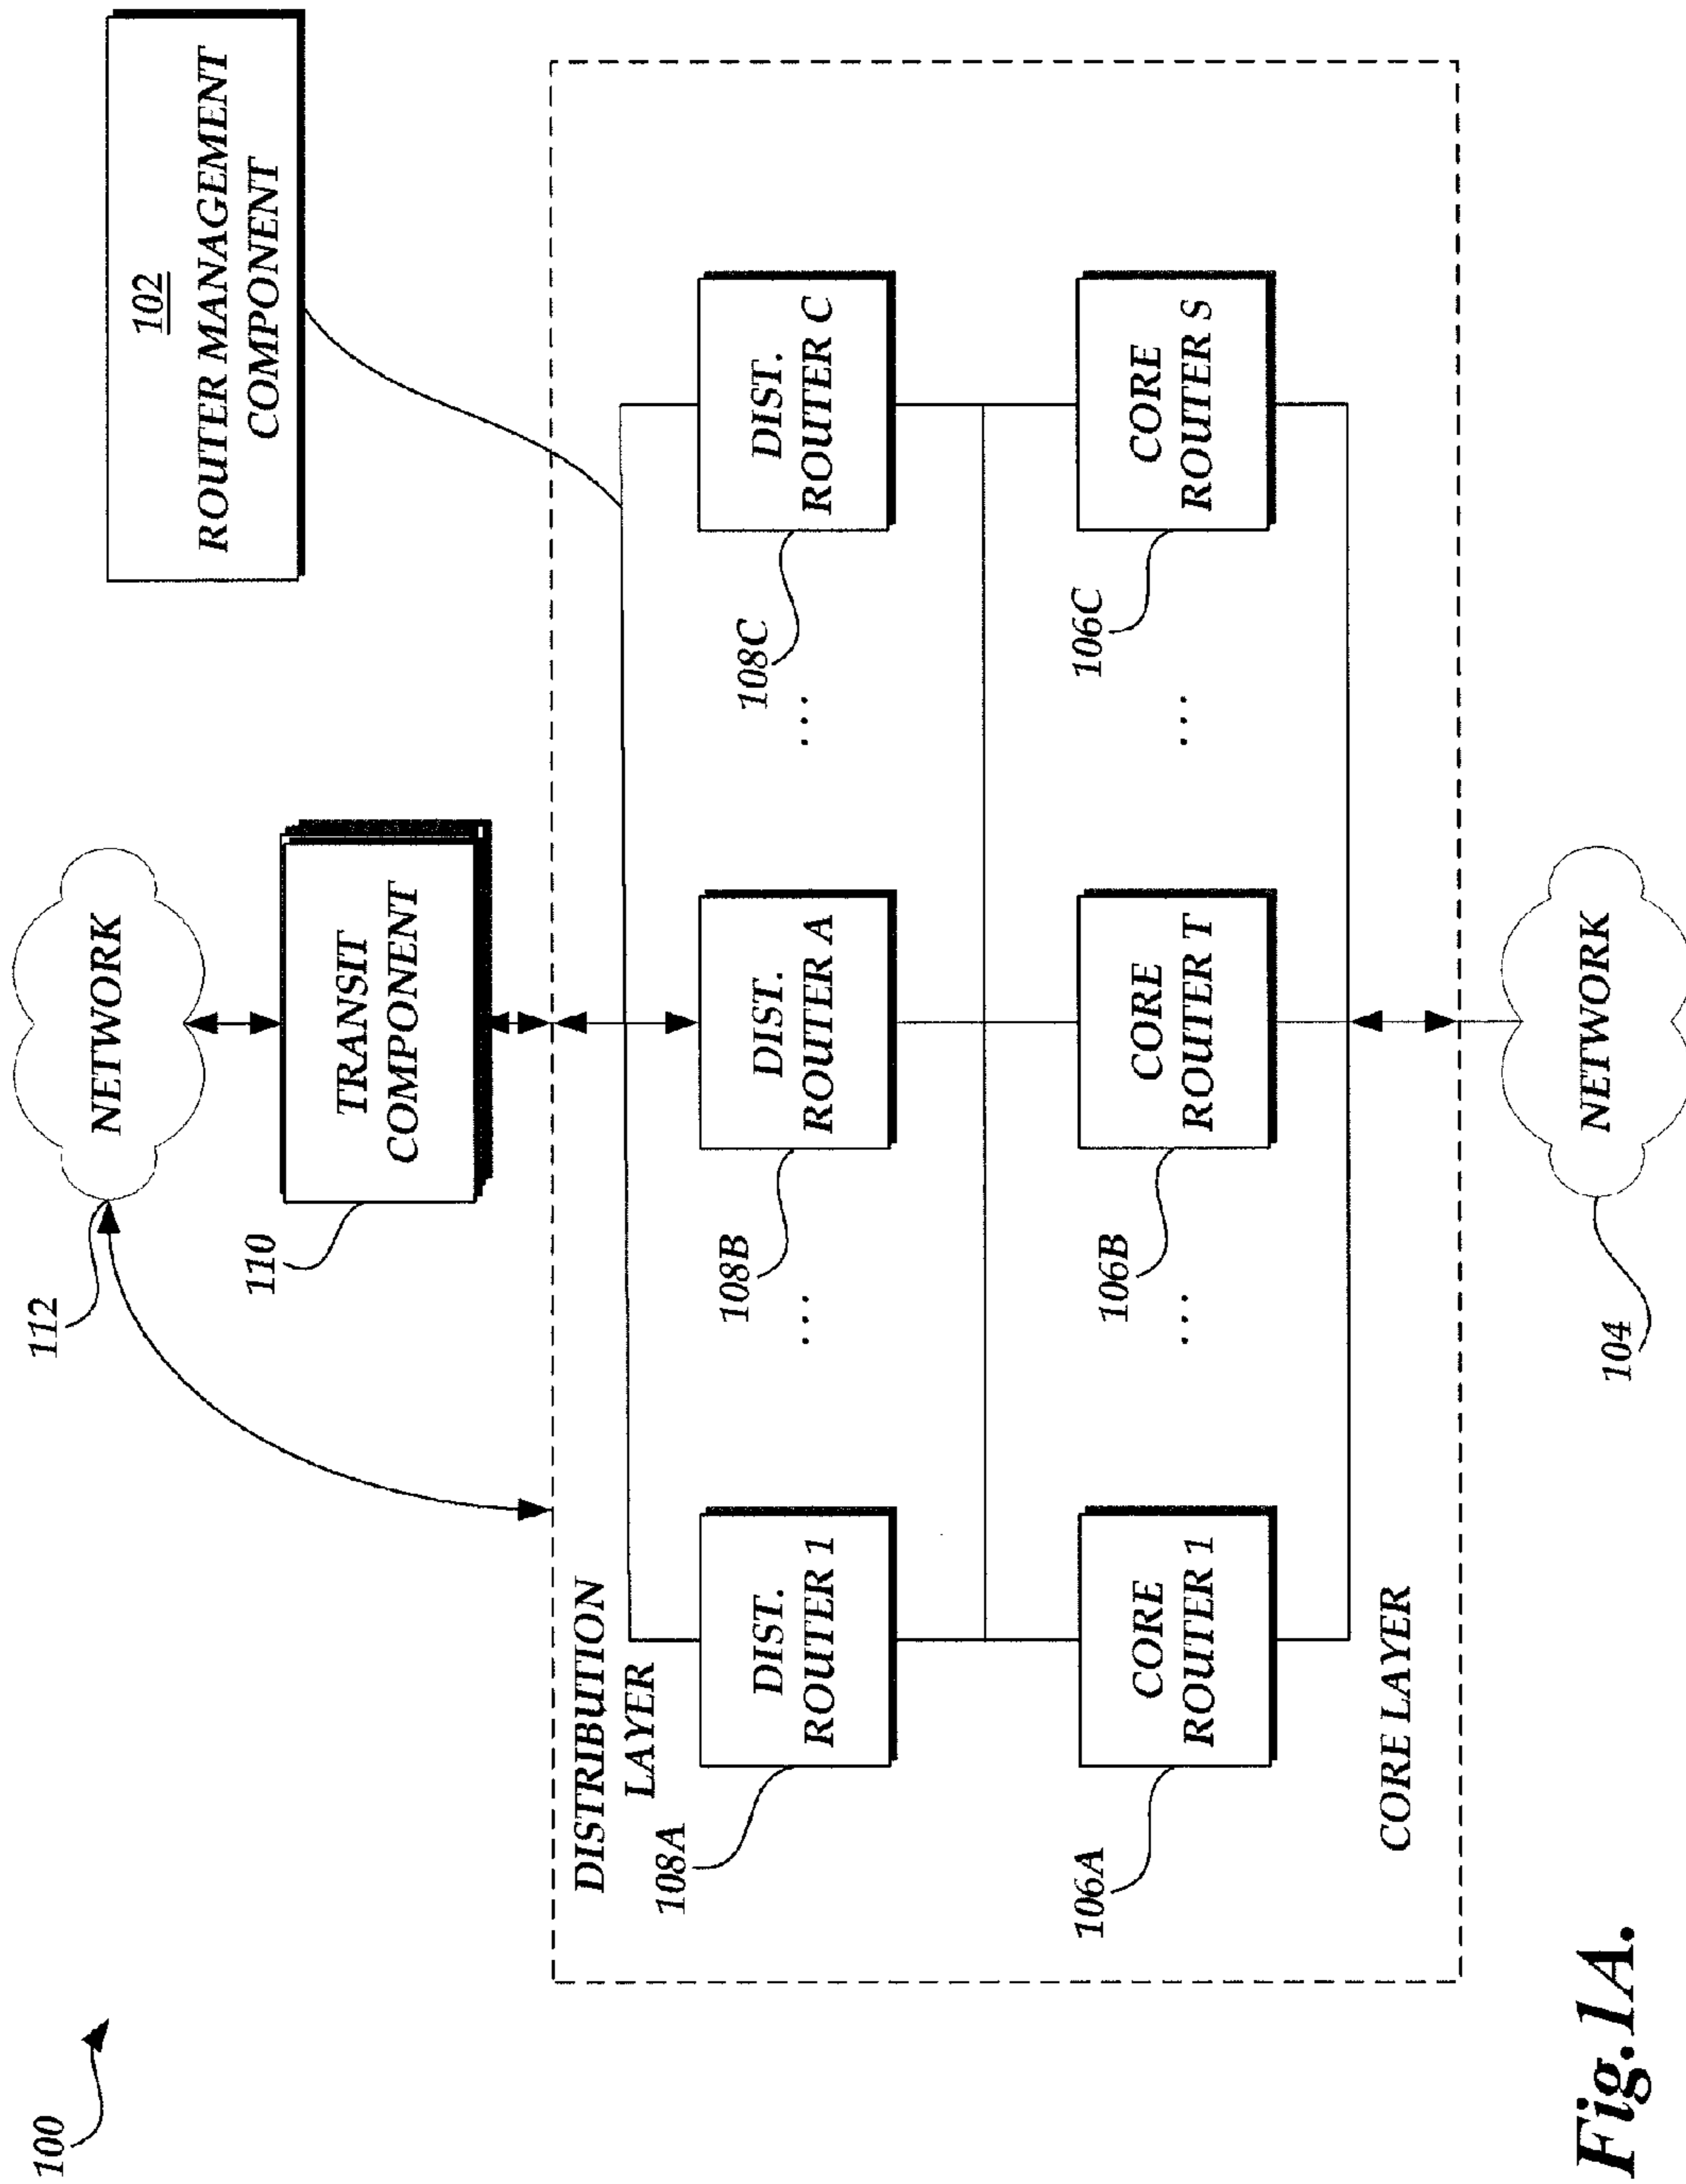 100
112
NETWORK
102
ROUTER MANAGEMENT
COMPONENT
110
TRANSIT
COMPONENT
DISTRIBUTION
LAYER
108A
DIST.
ROUTER 1
...
108B
DIST.
ROUTER A
...
108C
DIST.
ROUTER C
106A
CORE
ROUTER 1
...
106B
CORE
ROUTER T
...
106C
CORE
ROUTER S
CORE LAYER
104
NETWORK
Fig.1A.